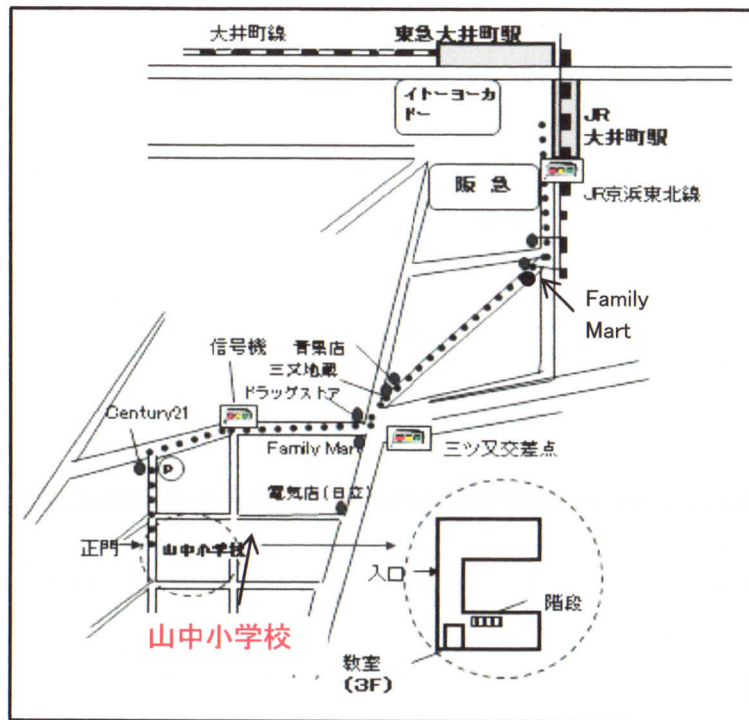 大井町線
東急大井町駅
イトーヨーカ
ドー
JR
大井町駅
阪 急
JR京浜東北線
Family
Mart
信号機
青果店
三又地蔵
ドラッグストア
Century21
Family Mart
三ツ又交差点
P
電気店(日立)
正門
山中小学校
入口
階段
山中小学校
教室
(3F)